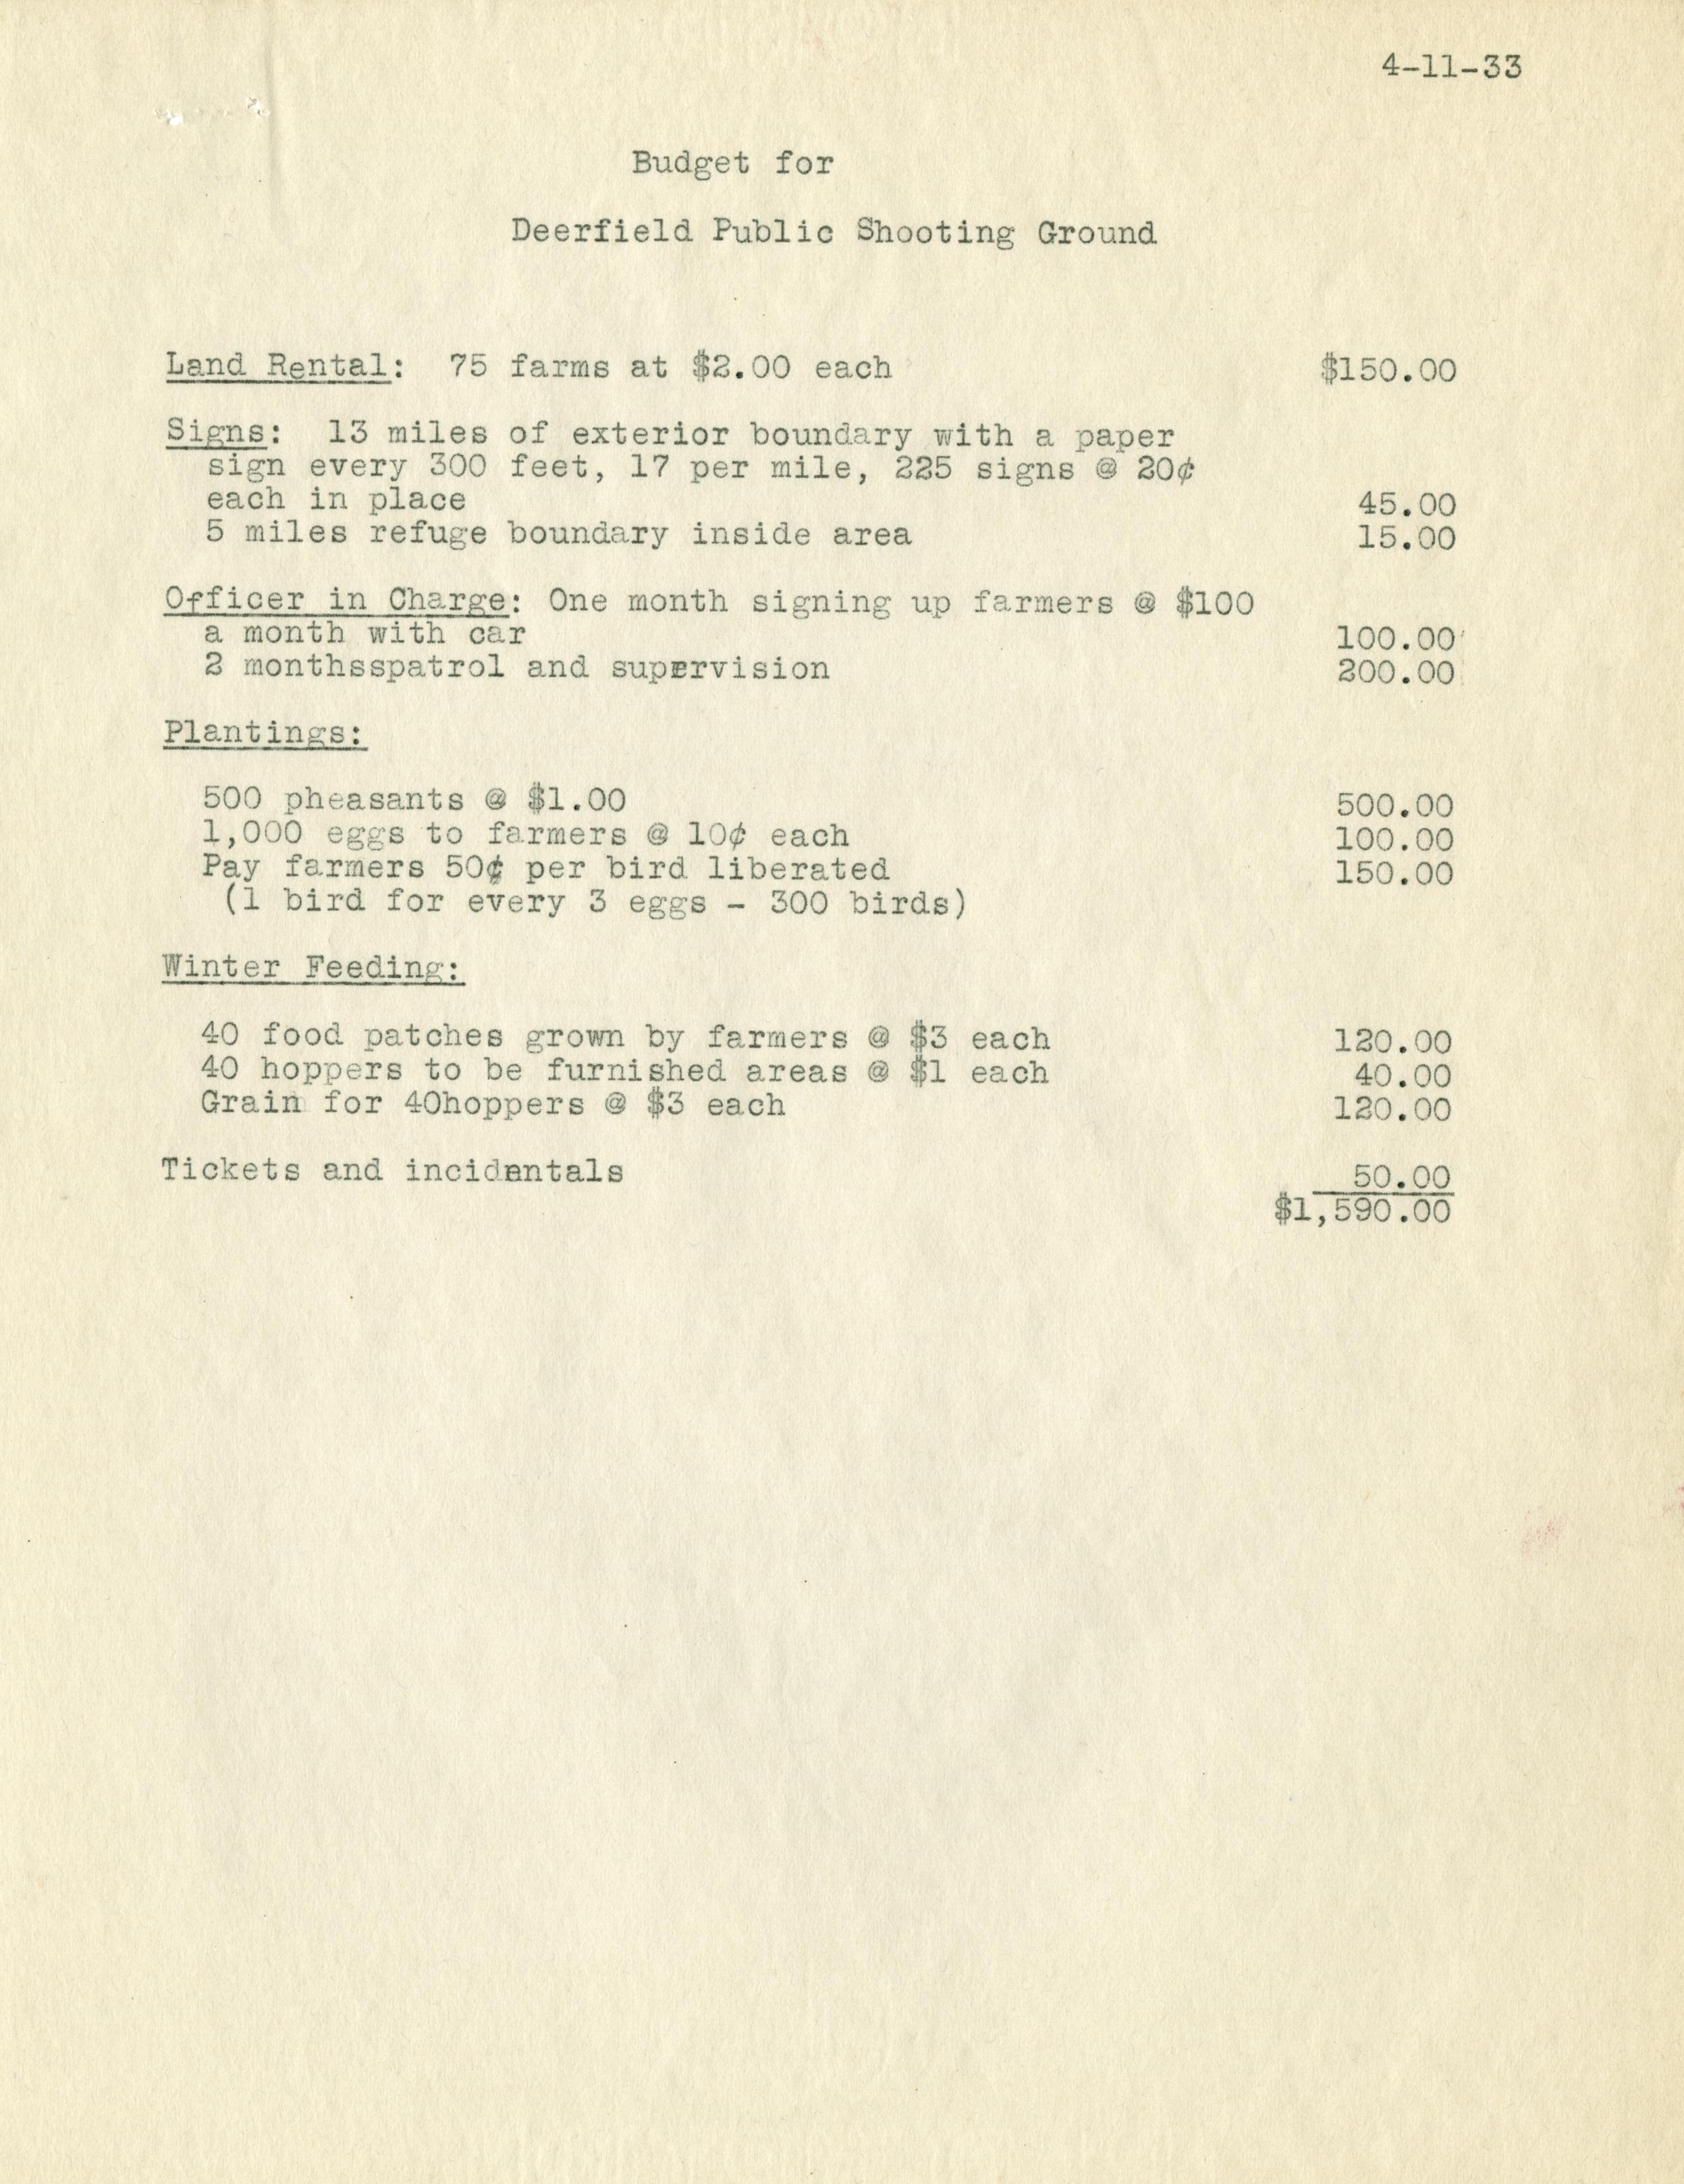 4-11-33
Budget for
Deerfield Public Shooting Ground
Land Rental: 75 farms at $2.00 each $150.00
Signs: 13 miles of exterior boundary with a paper
sign every 300 feet, 17 per mile, 225 signs @ 20¢
each in place 45.00
5 miles refuge boundary inside area 15.00
Officer in Charge: One month signing up farmers @ $100
a month with car 100.00
2 monthsspatrol and supervision 200.00
Plantings:
500 pheasants @ $1.00 500.00
1,000 eggs to farmers @ 10¢ each 100.00
Pay farmers 50¢ per bird liberated 150.00
(1 bird for every 3 eggs - 300 birds)
Winter Feeding:
40 food patches grown by farmers @ $3 each 120.00
40 hoppers to be furnished areas @ $1 each 40.00
Grain for 40hoppers @ $3 each 120.00
Tickets and incidentals 50.00
$1,590.00